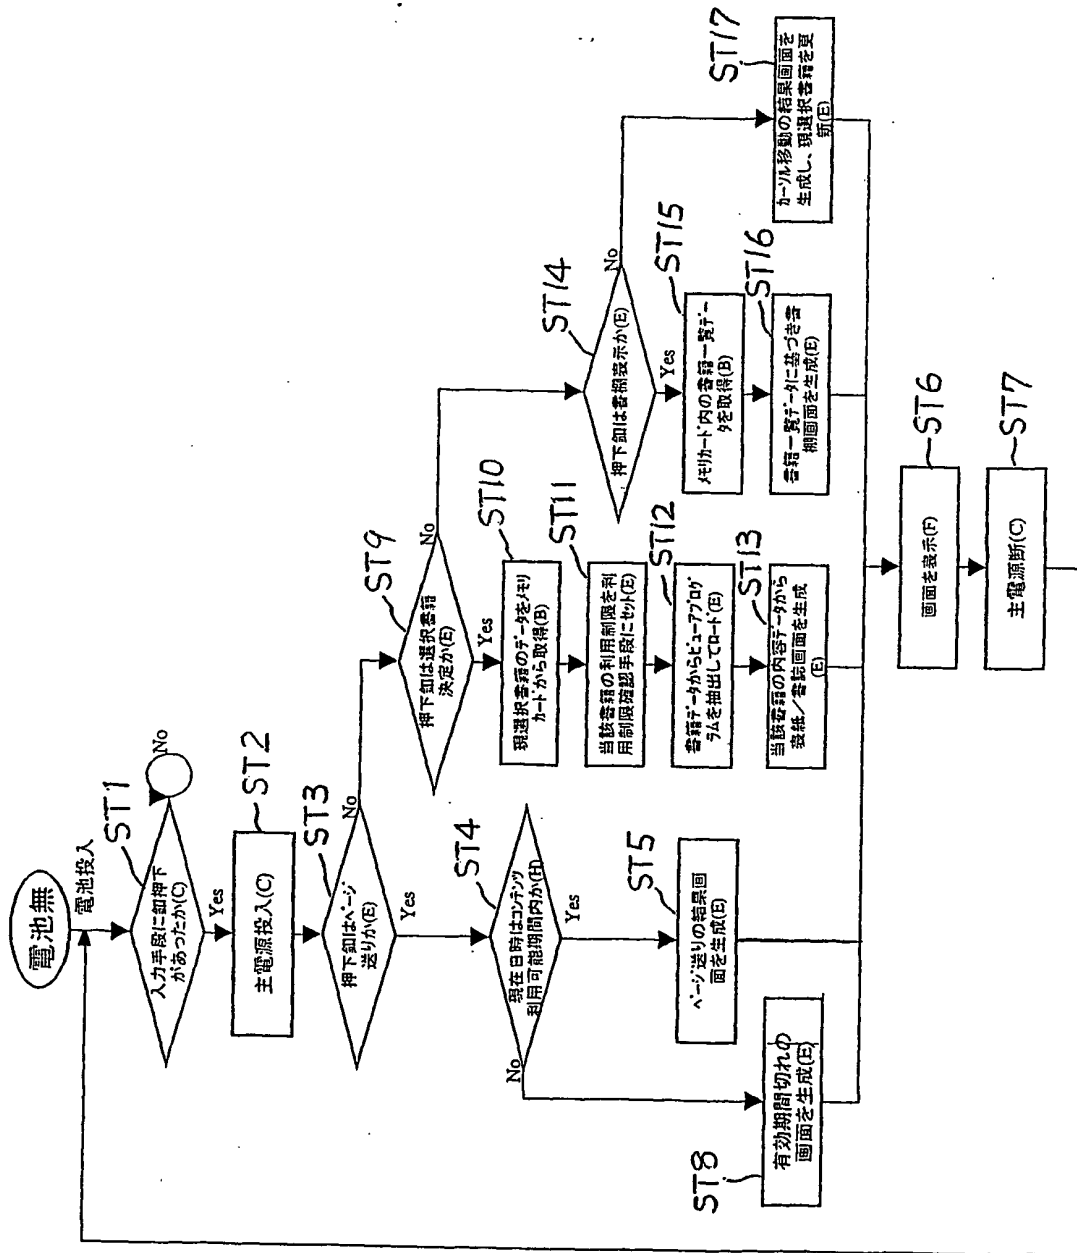 電池無
電池投入
ST1
入力手段に釦押下
があったか(C)
No
Yes
ST2
主電源投入(C)
ST3
押下釦はページ
送りか(E)
No
Yes
ST4
現在日時はコンテンツ
利用可能期間内か(H)
No
Yes
ST5
ページ送りの結果画
面を生成(E)
ST8
有効期間切れの
画面を生成(E)
ST9
押下釦は選択書籍
決定か(E)
No
Yes
ST10
現選択書籍のデータをメモリ
カードから取得(B)
ST11
当該書籍の利用制限を利
用制限確認手段にセット(E)
ST12
書籍データからビュープログ
ラムを抽出してロード(E)
ST13
当該書籍の内容データから
表紙／書誌画面を生成
(E)
ST14
押下釦は書棚表示か(E)
No
Yes
ST15
メモリカード内の書籍一覧デー
タを取得(B)
ST16
書籍一覧データに基づき書
棚画面を生成(E)
ST17
カーソル移動の結果画面を
生成し、現選択書籍を更
新(E)
ST6
画面を表示(F)
ST7
主電源断(C)